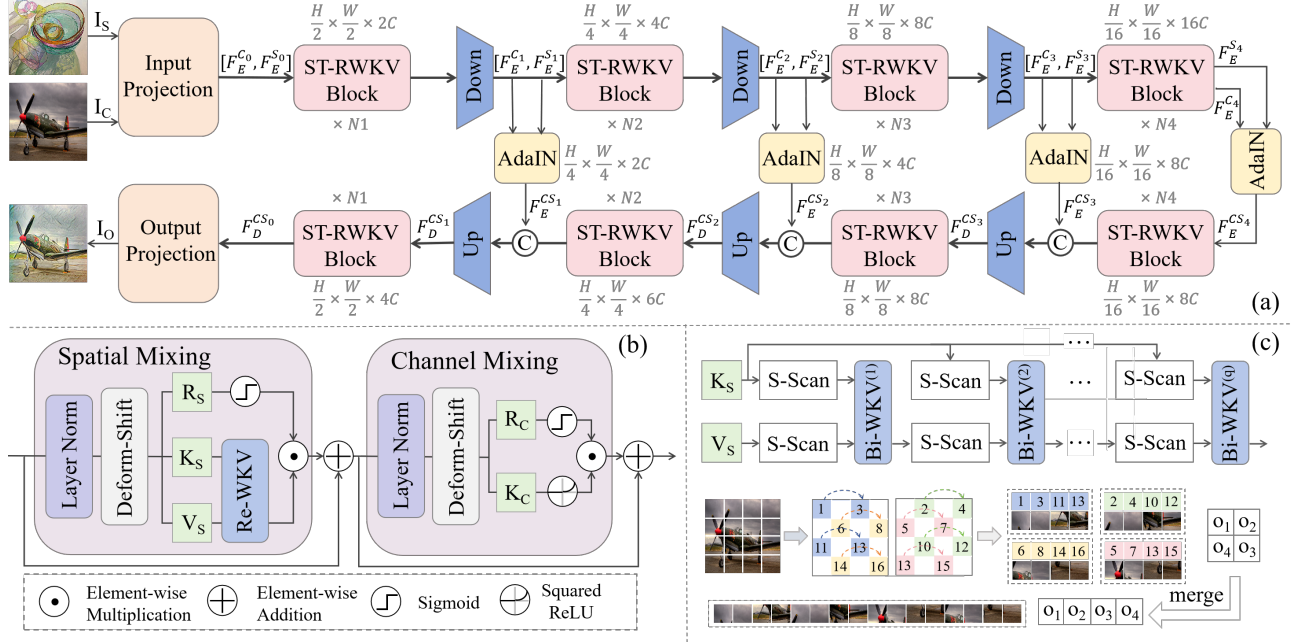 I_S
I_C
Input
Projection
[F_E^{C_0}, F_E^{S_0}]
H/2 × W/2 × 2C
ST-RWKV
Block
× N1
Down
[F_E^{C_1}, F_E^{S_1}]
H/4 × W/4 × 4C
ST-RWKV
Block
× N2
Down
[F_E^{C_2}, F_E^{S_2}]
H/8 × W/8 × 8C
ST-RWKV
Block
× N3
Down
[F_E^{C_3}, F_E^{S_3}]
H/16 × W/16 × 16C
ST-RWKV
Block
× N4
F_E^{S_4}
F_E^{C_4}
AdaIN
H/4 × W/4 × 2C
AdaIN
H/8 × W/8 × 4C
AdaIN
H/16 × W/16 × 8C
AdaIN
I_O
Output
Projection
F_D^{CS_0}
× N1
ST-RWKV
Block
H/2 × W/2 × 4C
F_D^{CS_1}
Up
F_E^{CS_1}
C
× N2
ST-RWKV
Block
H/4 × W/4 × 6C
F_D^{CS_2}
Up
F_E^{CS_2}
C
× N3
ST-RWKV
Block
H/8 × W/8 × 8C
F_D^{CS_3}
Up
F_E^{CS_3}
C
× N4
ST-RWKV
Block
H/16 × W/16 × 8C
F_E^{CS_4}
(a)
Spatial Mixing
Layer Norm
Deform-Shift
R_S
K_S
V_S
Re-WKV
Channel Mixing
Layer Norm
Deform-Shift
R_C
K_C
(b)
Element-wise
Multiplication
Element-wise
Addition
Sigmoid
Squared
ReLU
(c)
K_S
S-Scan
S-Scan
...
...
S-Scan
V_S
S-Scan
S-Scan
...
S-Scan
Bi-WKV^(1)
Bi-WKV^(2)
Bi-WKV^(q)
1 3
6 8
11 13
14 16
2 4
5 7
10 12
13 15
1 3 11 13
2 4 10 12
6 8 14 16
5 7 13 15
o_1 o_2
o_4 o_3
merge
o_1 o_2 o_3 o_4